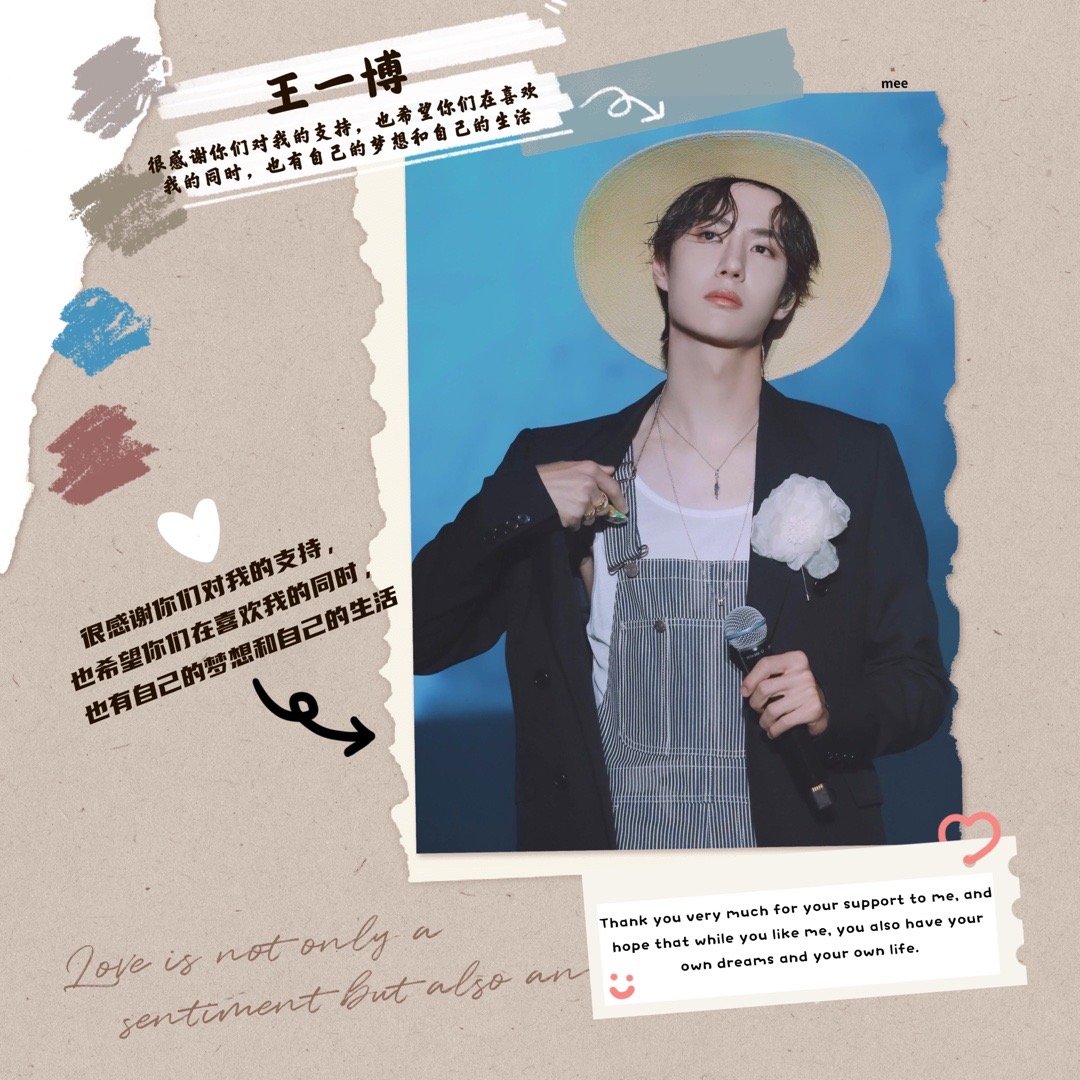 王一博
很感谢你们对我的支持，也希望你们在喜欢
我的同时，也有自己的梦想和自己的生活
mee
很感谢你们对我的支持，
也希望你们在喜欢我的同时，
也有自己的梦想和自己的生活
Thank you very much for your support to me, and
hope that while you like me, you also have your
own dreams and your own life.
Love is not only a
sentiment but also an